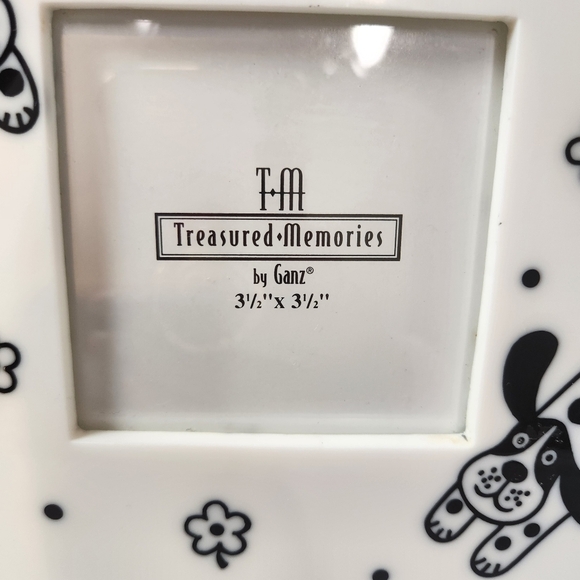 T•M
Treasured•Memories
by Ganz®
3½"x 3½"